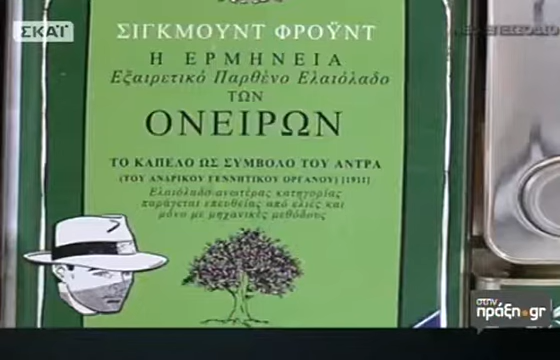 ΣΚΑΪ
ΣΙΓΚΜΟΥΝΤ ΦΡΟΫΝΤ
Η ΕΡΜΗΝΕΙΑ
Εξαιρετικό Παρθένο Ελαιόλαδο
ΤΩΝ
ΟΝΕΙΡΩΝ
ΤΟ ΚΑΠΕΛΟ ΩΣ ΣΥΜΒΟΛΟ ΤΟΥ ΑΝΤΡΑ
(ΤΟΥ ΑΝΔΡΙΚΟΥ ΓΕΝΝΗΤΙΚΟΥ ΟΡΓΑΝΟΥ) [1911]
Ελαιόλαδο ανωτέρας κατηγορίας
παράγεται απευθείας από ελιές και
μόνο με μηχανικές μεθόδους
στην
πράξη.gr